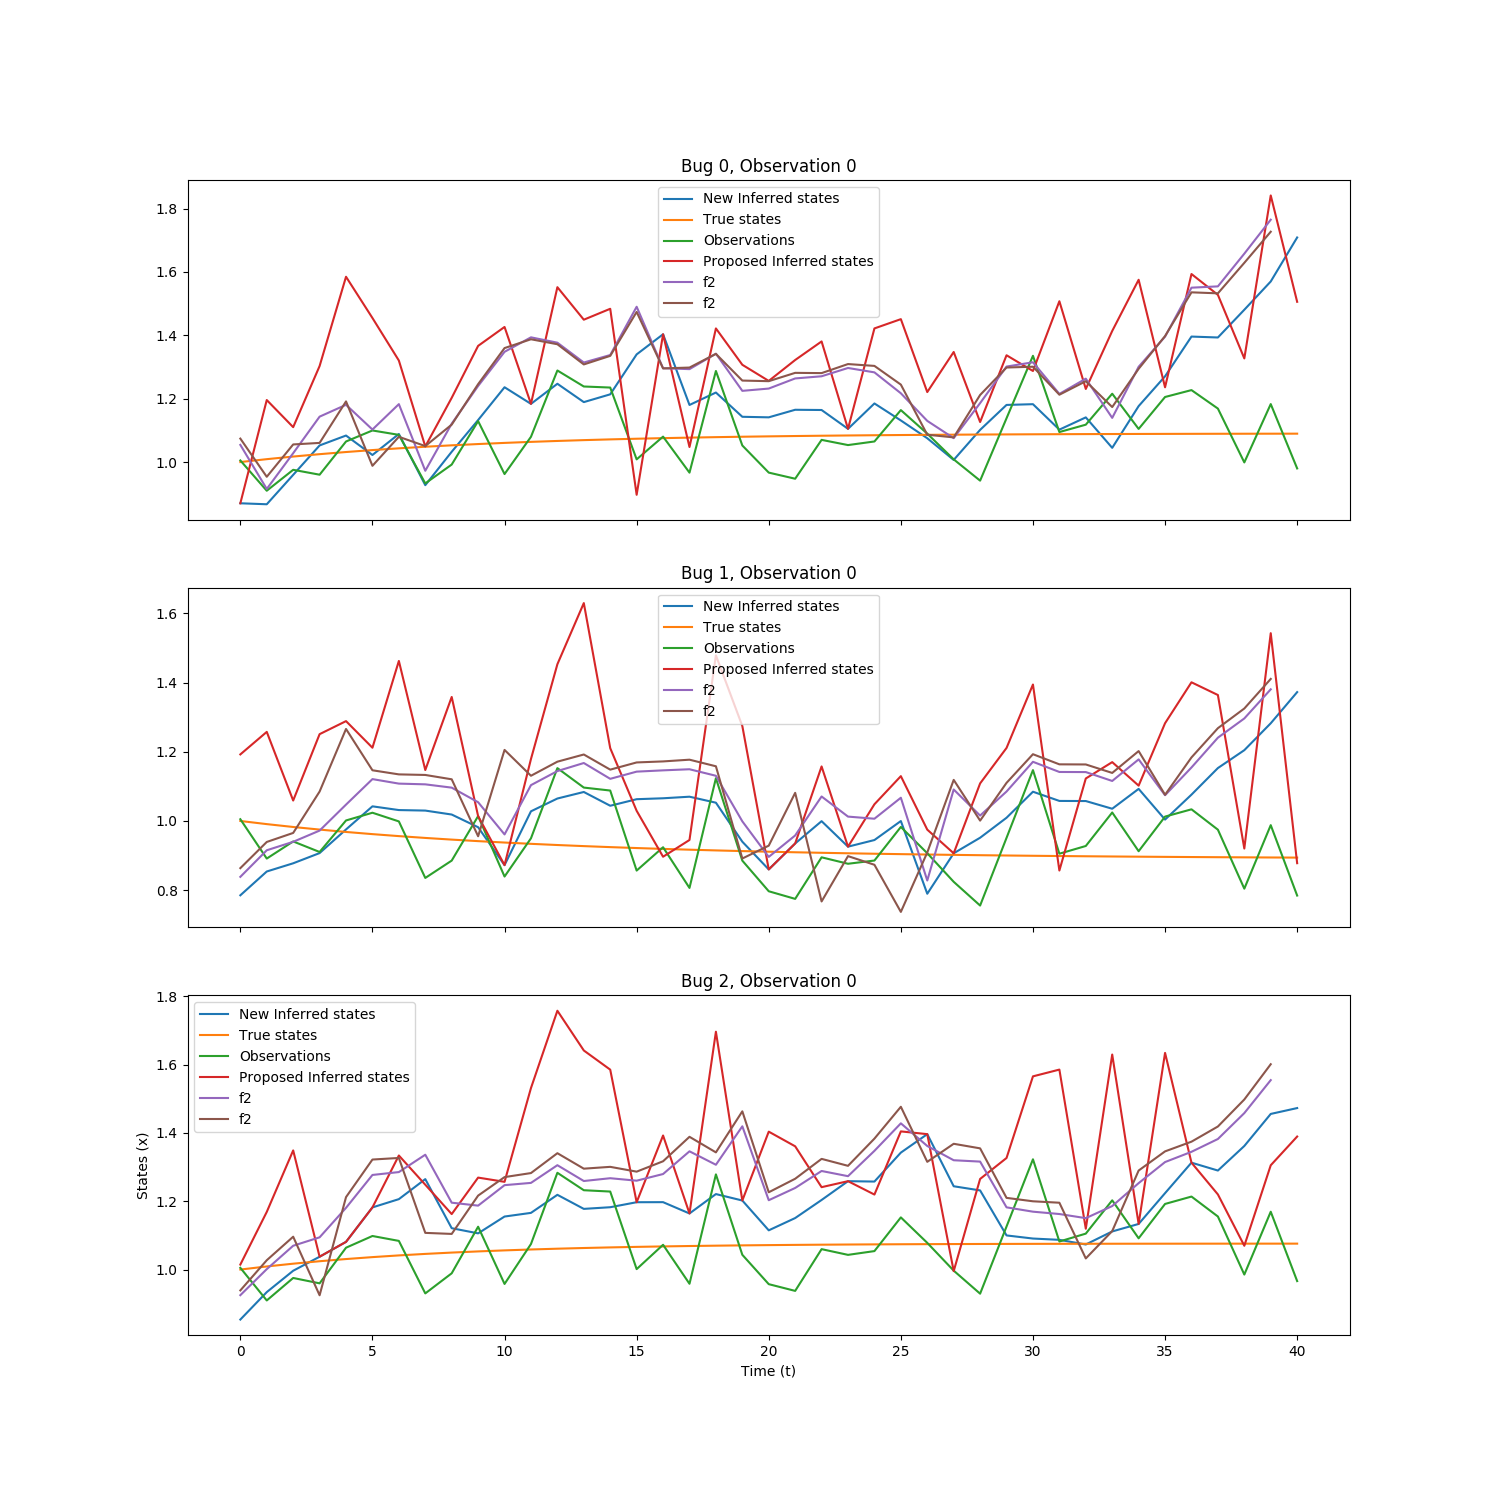 Bug 0, Observation 0
New Inferred states
True states
Observations
Proposed Inferred states
f2
f2
1.8
1.6
1.4
1.2
1.0
Bug 1, Observation 0
New Inferred states
True states
Observations
Proposed Inferred states
f2
f2
1.6
1.4
1.2
1.0
0.8
Bug 2, Observation 0
New Inferred states
True states
Observations
Proposed Inferred states
f2
f2
1.8
1.6
1.4
1.2
1.0
States (x)
0 5 10 15 20 25 30 35 40
Time (t)